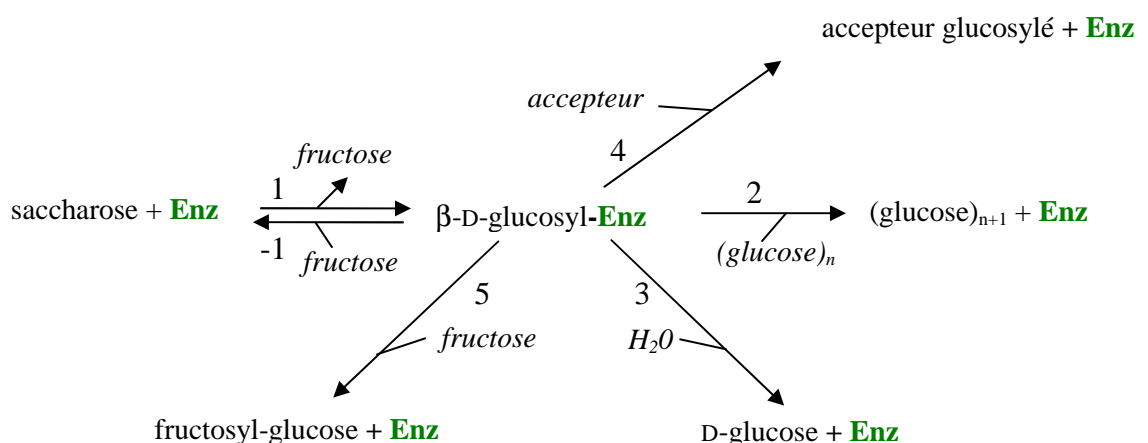 accepteur glucosylé + Enz
accepteur
4
fructose
1
2
saccharose + Enz
β-D-glucosyl-Enz
(glucose)n+1 + Enz
-1
fructose
(glucose)n
5
3
fructose
H20
fructosyl-glucose + Enz
D-glucose + Enz